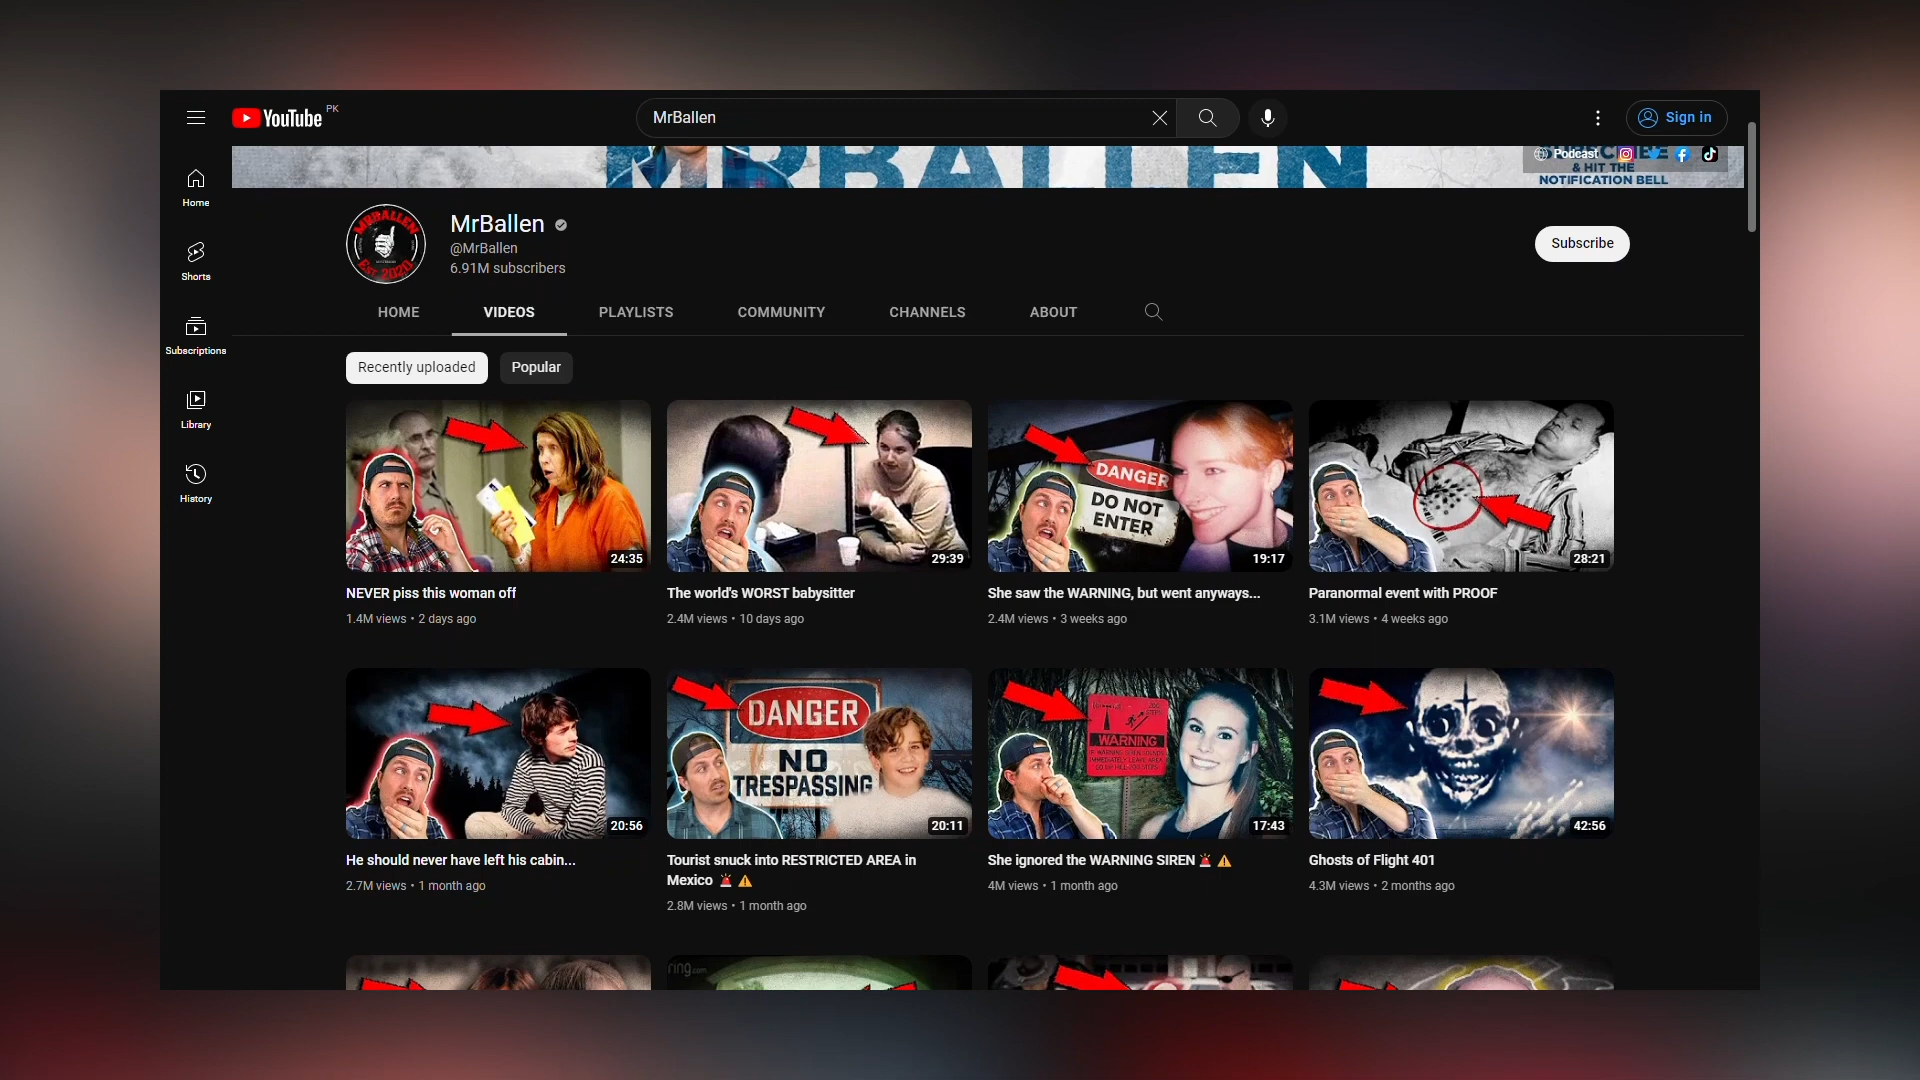 YouTube PK
MrBallen
Sign in
MRBALLEN
Podcast
& HIT THE
NOTIFICATION BELL
Home
Shorts
Subscriptions
Library
History
MRBALLEN
EST. 2020
MrBallen
@MrBallen
6.91M subscribers
Subscribe
HOME
VIDEOS
PLAYLISTS
COMMUNITY
CHANNELS
ABOUT
Recently uploaded
Popular
24:35
NEVER piss this woman off
1.4M views • 2 days ago
29:39
The world's WORST babysitter
2.4M views • 10 days ago
DANGER
DO NOT
ENTER
19:17
She saw the WARNING, but went anyways...
2.4M views • 3 weeks ago
28:21
Paranormal event with PROOF
3.1M views • 4 weeks ago
20:56
He should never have left his cabin...
2.7M views • 1 month ago
DANGER
NO
TRESPASSING
20:11
Tourist snuck into RESTRICTED AREA in
Mexico 🚨 ⚠️
2.8M views • 1 month ago
WARNING
17:43
She ignored the WARNING SIREN 🚨 ⚠️
4M views • 1 month ago
42:56
Ghosts of Flight 401
4.3M views • 2 months ago
ring.com